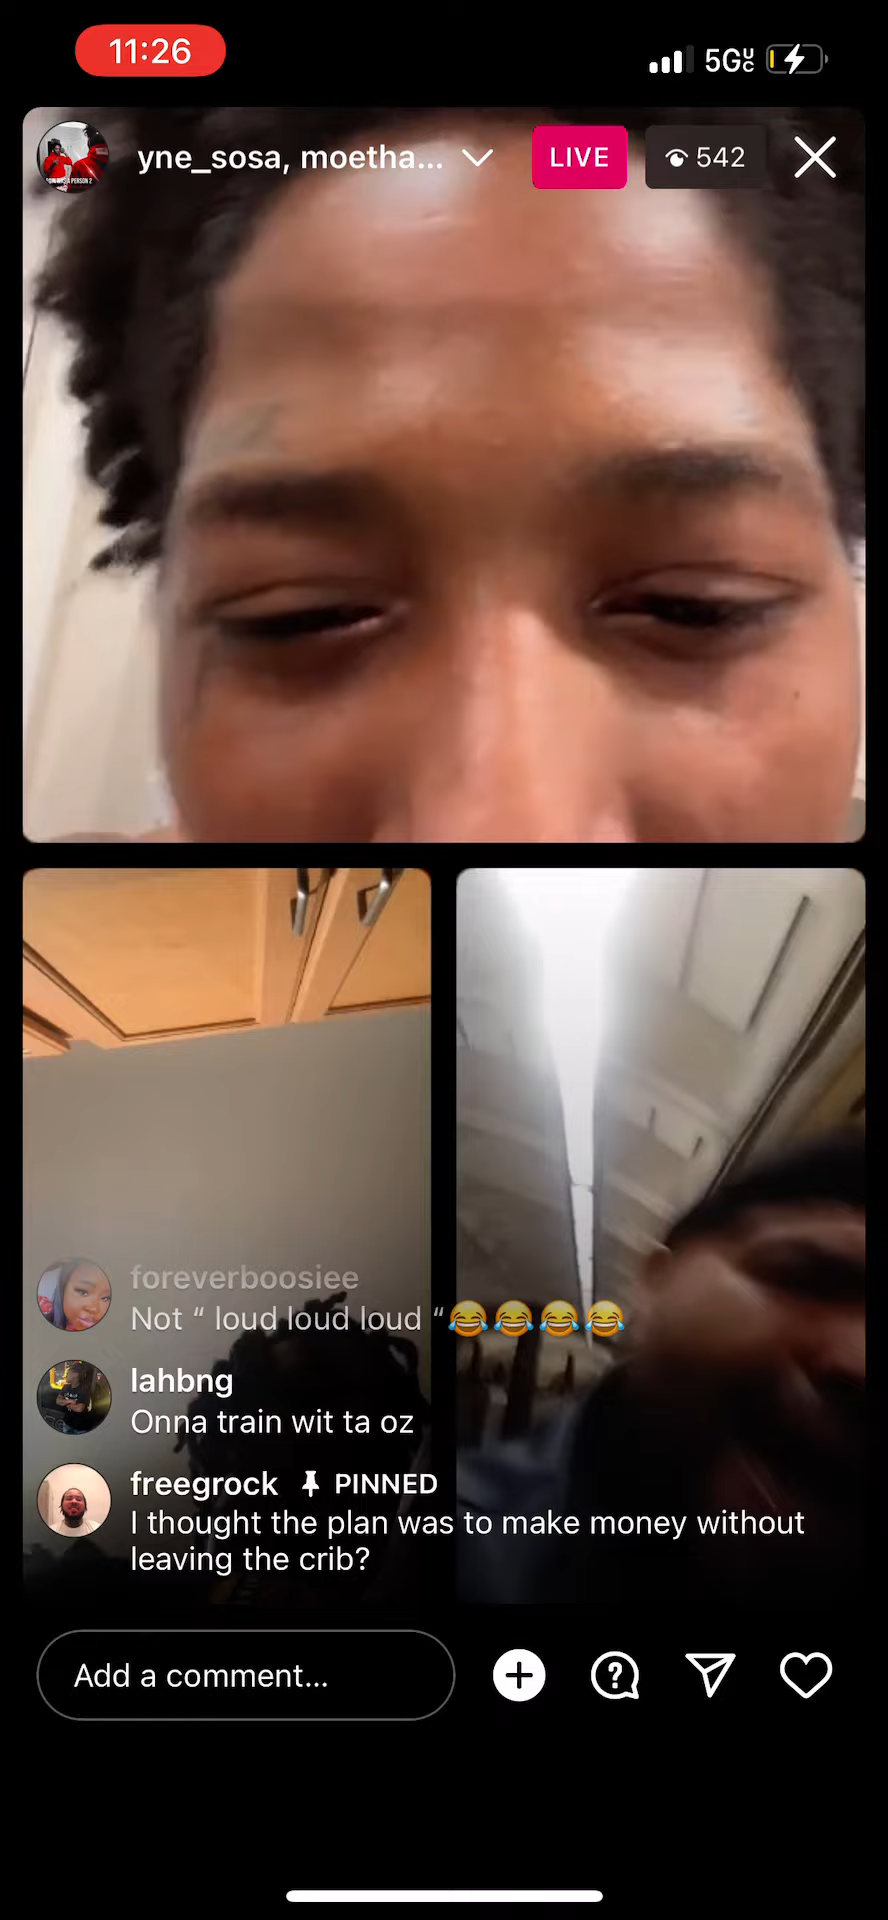 11:26
5G
yne_sosa, moetha...
LIVE
542
foreverboosiee
Not “ loud loud loud “😂😂😂😂
lahbng
Onna train wit ta oz
freegrock PINNED
I thought the plan was to make money without
leaving the crib?
Add a comment...